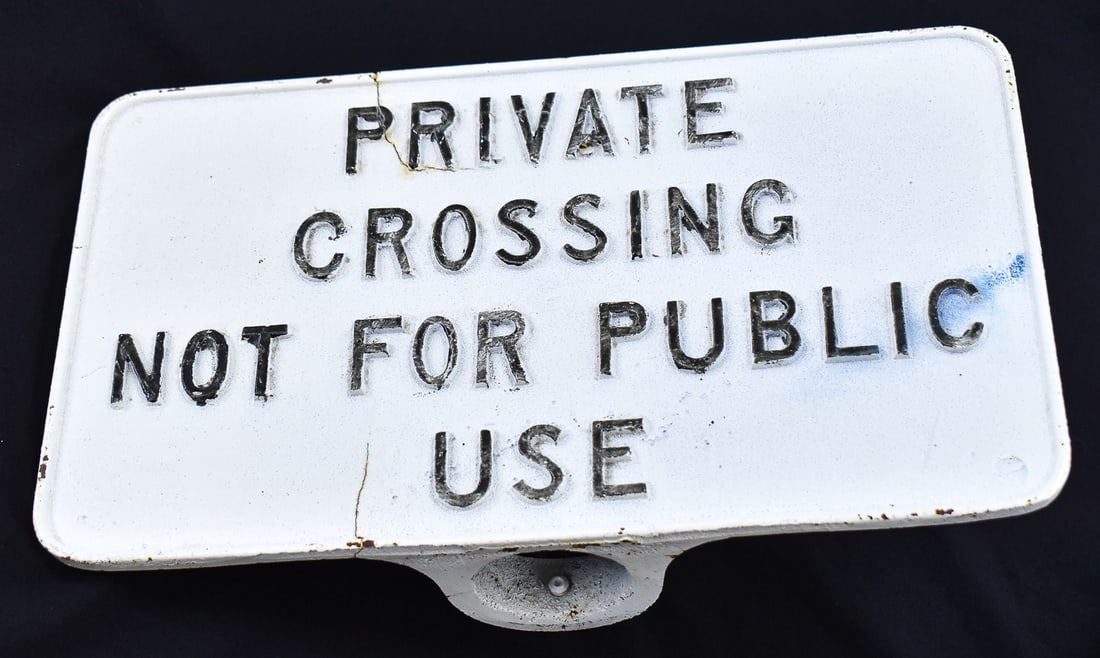 PRIVATE
CROSSING
NOT FOR PUBLIC
USE